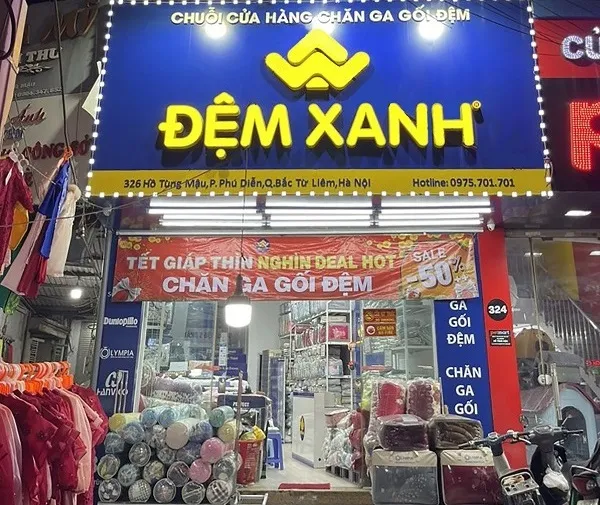 CHUỖI CỬA HÀNG CHĂN GA GỐI ĐỆM
ĐỆM XANH
326 Hồ Tùng Mậu,P. Phú Diễn,Q.Bắc Từ Liêm,Hà Nội
Hotline: 0975.701.701
TẾT GIÁP THÌN NGHÌN DEAL HOT
CHĂN GA GỐI ĐỆM
SALE
50%
Dunlopillo
OLYMPIA
HANVICO
GA
GỐI
ĐỆM
CHĂN
GA
GỐI
324
THU